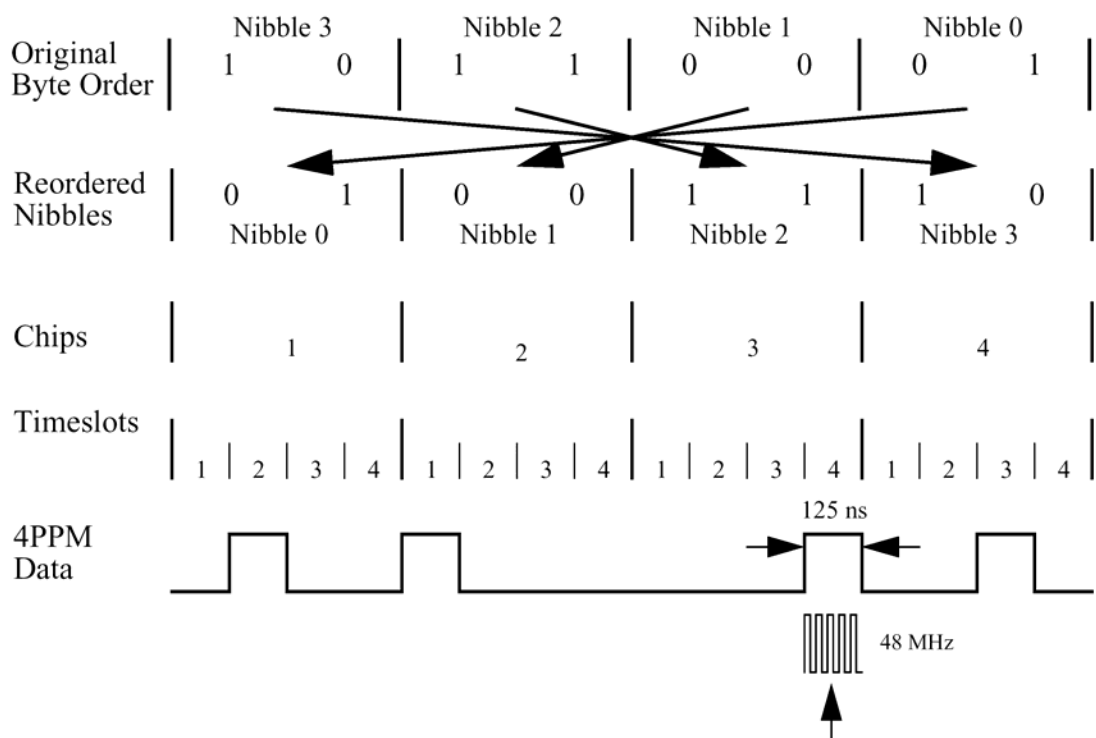 Nibble 3 Nibble 2 Nibble 1 Nibble 0
Original
Byte Order
1 0 1 1 0 0 0 1
Reordered
Nibbles
0 1 0 0 1 1 1 0
Nibble 0 Nibble 1 Nibble 2 Nibble 3
Chips
1 2 3 4
Timeslots
1 2 3 4 1 2 3 4 1 2 3 4 1 2 3 4
4PPM
Data
125 ns
48 MHz